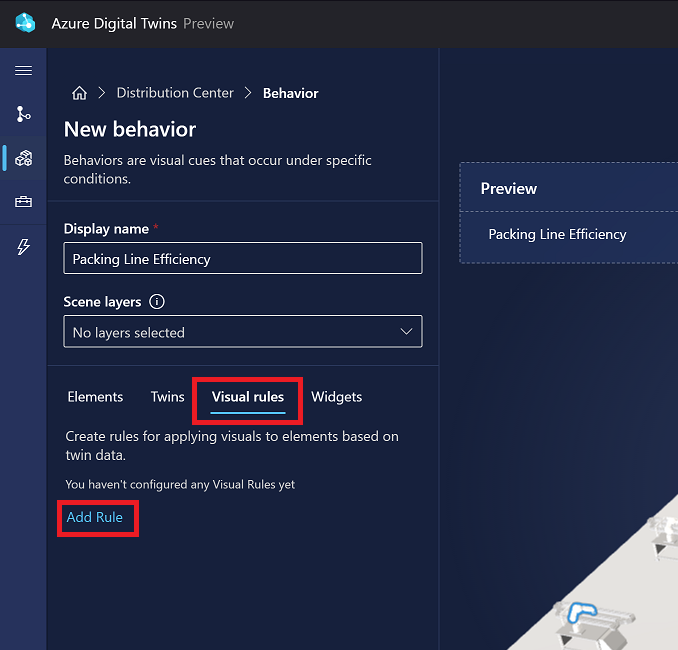 Azure Digital Twins Preview
Distribution Center Behavior
New behavior
Behaviors are visual cues that occur under specific
conditions.
Preview
Display name *
Packing Line Efficiency
Packing Line Efficiency
Scene layers
No layers selected
Elements Twins Visual rules Widgets
Create rules for applying visuals to elements based on
twin data.
You haven't configured any Visual Rules yet
Add Rule